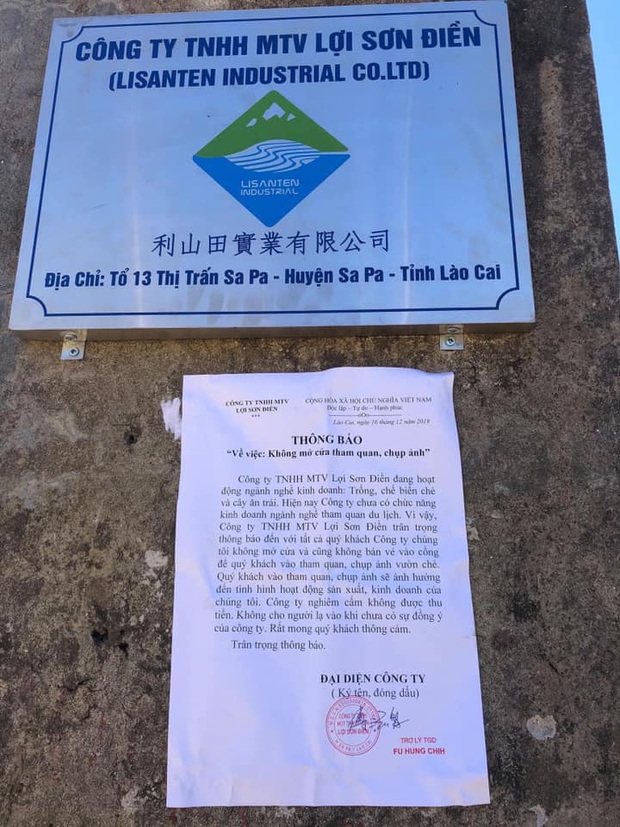 CÔNG TY TNHH MTV LỢI SƠN ĐIỀN
(LISANTEN INDUSTRIAL CO.LTD)
LISANTEN
INDUSTRIAL
利山田實業有限公司
Địa Chỉ: Tổ 13 Thị Trấn Sa Pa - Huyện Sa Pa - Tỉnh Lào Cai
CÔNG TY TNHH MTV
LỢI SƠN ĐIỀN
***
CỘNG HÒA XÃ HỘI CHỦ NGHĨA VIỆT NAM
Độc lập – Tự do – Hạnh phúc
Lào Cai, ngày 16 tháng 12 năm 2019
THÔNG BÁO
“Về việc: Không mở cửa tham quan, chụp ảnh”
Công ty TNHH MTV Lợi Sơn Điền đang hoạt
động ngành nghề kinh doanh: Trồng, chế biến chè
và cây ăn trái. Hiện nay Công ty chưa có chức năng
kinh doanh ngành nghề tham quan du lịch. Vì vậy,
Công ty TNHH MTV Lợi Sơn Điền trân trọng
thông báo đến với tất cả quý khách Công ty chúng
tôi không mở cửa và cũng không bán vé vào cổng
để quý khách vào tham quan, chụp ảnh vườn chè.
Quý khách vào tham quan, chụp ảnh sẽ ảnh hưởng
đến tình hình hoạt động sản xuất, kinh doanh của
chúng tôi. Công ty nghiêm cấm không được thu
tiền. Không cho người lạ vào khi chưa có sự đồng ý
của công ty. Rất mong quý khách thông cảm.
Trân trọng thông báo.
ĐẠI DIỆN CÔNG TY
( Ký tên, đóng dấu)
CÔNG TY TNHH
MỘT THÀNH VIÊN
LỢI SƠN ĐIỀN
TRỢ LÝ TGD
FU HUNG CHIH